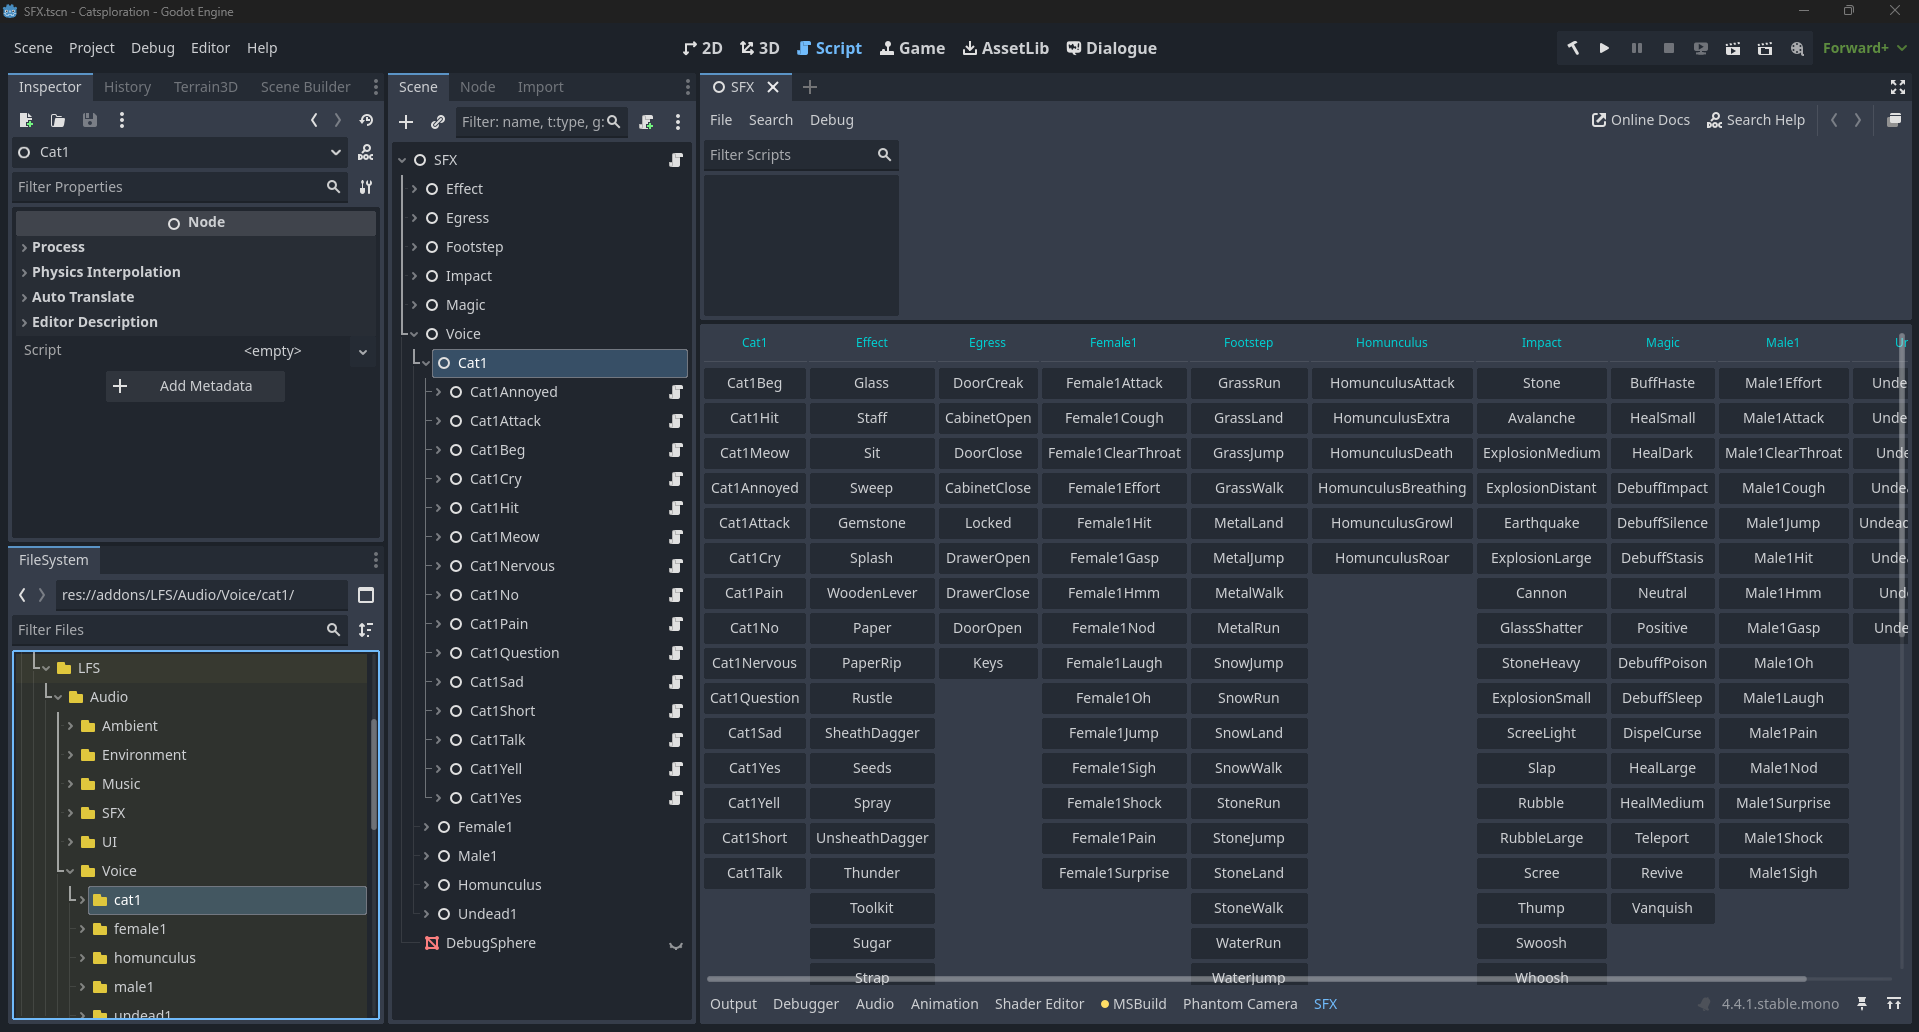 SFX.tscn - Catsploration - Godot Engine
Scene Project Debug Editor Help
2D 3D Script Game AssetLib Dialogue
Forward+
Inspector History Terrain3D Scene Builder
Cat1
Filter Properties
Node
Process
Physics Interpolation
Auto Translate
Editor Description
Script <empty>
Add Metadata
FileSystem
res://addons/LFS/Audio/Voice/cat1/
Filter Files
LFS
Audio
Ambient
Environment
Music
SFX
UI
Voice
cat1
female1
homunculus
male1
undead1
Scene Node Import
Filter: name, t:type, g:
SFX
Effect
Egress
Footstep
Impact
Magic
Voice
Cat1
Cat1Annoyed
Cat1Attack
Cat1Beg
Cat1Cry
Cat1Hit
Cat1Meow
Cat1Nervous
Cat1No
Cat1Pain
Cat1Question
Cat1Sad
Cat1Short
Cat1Talk
Cat1Yell
Cat1Yes
Female1
Male1
Homunculus
Undead1
DebugSphere
SFX
File Search Debug
Online Docs Search Help
Filter Scripts
Cat1 Effect Egress Female1 Footstep Homunculus Impact Magic Male1 Ur
Cat1Beg Glass DoorCreak Female1Attack GrassRun HomunculusAttack Stone BuffHaste Male1Effort Unde
Cat1Hit Staff CabinetOpen Female1Cough GrassLand HomunculusExtra Avalanche HealSmall Male1Attack Unde
Cat1Meow Sit DoorClose Female1ClearThroat GrassJump HomunculusDeath ExplosionMedium HealDark Male1ClearThroat Unde
Cat1Annoyed Sweep CabinetClose Female1Effort GrassWalk HomunculusBreathing ExplosionDistant DebuffImpact Male1Cough Unde
Cat1Attack Gemstone Locked Female1Hit MetalLand HomunculusGrowl Earthquake DebuffSilence Male1Jump Undead
Cat1Cry Splash DrawerOpen Female1Gasp MetalJump HomunculusRoar ExplosionLarge DebuffStasis Male1Hit Unde
Cat1Pain WoodenLever DrawerClose Female1Hmm MetalWalk Cannon Neutral Male1Hmm Und
Cat1No Paper DoorOpen Female1Nod MetalRun GlassShatter Positive Male1Gasp Unde
Cat1Nervous PaperRip Keys Female1Laugh SnowJump StoneHeavy DebuffPoison Male1Oh
Cat1Question Rustle Female1Oh SnowRun ExplosionSmall DebuffSleep Male1Laugh
Cat1Sad SheathDagger Female1Jump SnowLand ScreeLight DispelCurse Male1Pain
Cat1Yes Seeds Female1Sigh SnowWalk Slap HealLarge Male1Nod
Cat1Yell Spray Female1Shock StoneRun Rubble HealMedium Male1Surprise
Cat1Short UnsheathDagger Female1Pain StoneJump RubbleLarge Teleport Male1Shock
Cat1Talk Thunder Female1Surprise StoneLand Scree Revive Male1Sigh
Toolkit StoneWalk Thump Vanquish
Sugar WaterRun Swoosh
Strap WaterJump Whoosh
Output Debugger Audio Animation Shader Editor MSBuild Phantom Camera SFX 4.4.1.stable.mono